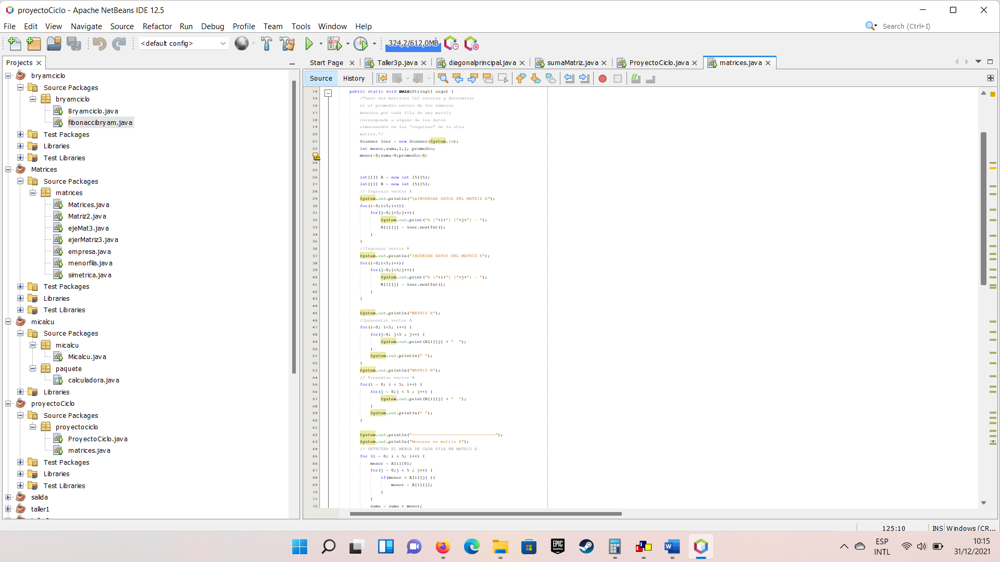 proyectoCiclo - Apache NetBeans IDE 12.5
File Edit View Navigate Source Refactor Run Debug Profile Team Tools Window Help
Search (Ctrl+I)
<default config>
324,2/612,0MB
Projects
Start Page
Taller3p.java
diagonalprincipal.java
sumaMatriz.java
ProyectoCiclo.java
matrices.java
Source History
bryamciclo
Source Packages
bryamciclo
Bryamciclo.java
fibonaccibryam.java
Test Packages
Libraries
Test Libraries
Matrices
Source Packages
matrices
Matrices.java
Matriz2.java
ejeMat3.java
ejerMatriz3.java
empresa.java
menorfila.java
simetrica.java
Test Packages
Libraries
Test Libraries
micalcu
Source Packages
micalcu
Micalcu.java
paquete
calculadora.java
Libraries
proyectoCiclo
Source Packages
proyectociclo
ProyectoCiclo.java
matrices.java
Test Packages
Libraries
Test Libraries
salida
taller1
14 public static void main(String[] args) {
15 /*Leer dos matrices 5x5 enteras y determinar
16 si el promedio entero de los números
17 menores por cada fila de una matriz
18 corresponde a alguno de los datos
19 almacenados en las "esquinas" de la otra
20 matriz.*/
21 Scanner leer = new Scanner(System.in);
22 int menor,suma,i,j, promedio;
menor=0;suma=0;promedio=0;
24
25
26 int[][] A = new int [5][5];
27 int[][] B = new int [5][5];
28 // Ingresar vector A
29 System.out.println("\nINGRESAR DATOS DEL MATRIZ A");
30 for(i=0;i<5;i++){
31 for(j=0;j<5;j++){
32 System.out.print("A ["+i+"] ["+j+"] = ");
33 A[i][j] = leer.nextInt();
34 }
35 }
36 //Ingresar vector B
37 System.out.println("INGRESAR DATOS DEL MATRIZ B");
38 for(i=0;i<5;i++){
39 for(j=0;j<5;j++){
40 System.out.print("B ["+i+"] ["+j+"] = ");
41 B[i][j] = leer.nextInt();
42 }
43 }
44
45 System.out.println("MATRIZ A");
46 //presentar vector A
47 for(i=0; i<5; i++) {
48 for(j=0; j<5 ; j++) {
49 System.out.print(A[i][j] + "  ");
50 }
51 System.out.println(" ");
52 }
53 System.out.println("MATRIZ B");
54 // Presentar vector B
55 for(i = 0; i < 5; i++) {
56 for(j = 0;j < 5 ; j++) {
57 System.out.print(B[i][j] + "  ");
58 }
59 System.out.println(" ");
60 }
61
62 System.out.println("--------------------------------");
63 System.out.println("Menores en matriz A");
64 // DETECTAR EL MENOR DE CADA FILA EN MATRIZ A
65 for (i = 0; i < 5; i++) {
66 menor = A[i][0];
67 for(j = 0;j < 5 ; j++) {
68 if(menor > A[i][j] ){
69 menor = A[i][j];
70 }
71 }
72 suma = suma + menor;
125:10 INS Windows (CR...
ESP
INTL
10:15
31/12/2021